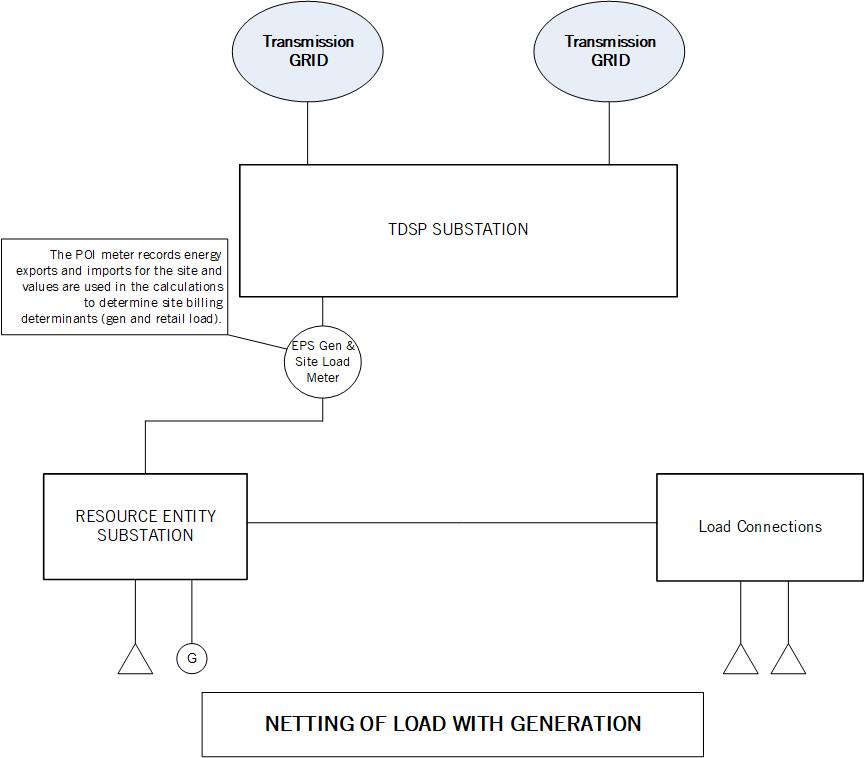 Transmission
GRID
Transmission
GRID
TDSP SUBSTATION
The POI meter records energy
exports and imports for the site and
values are used in the calculations
to determine site billing
determinants (gen and retail load).
EPS Gen &
Site Load
Meter
RESOURCE ENTITY
SUBSTATION
Load Connections
G
NETTING OF LOAD WITH GENERATION